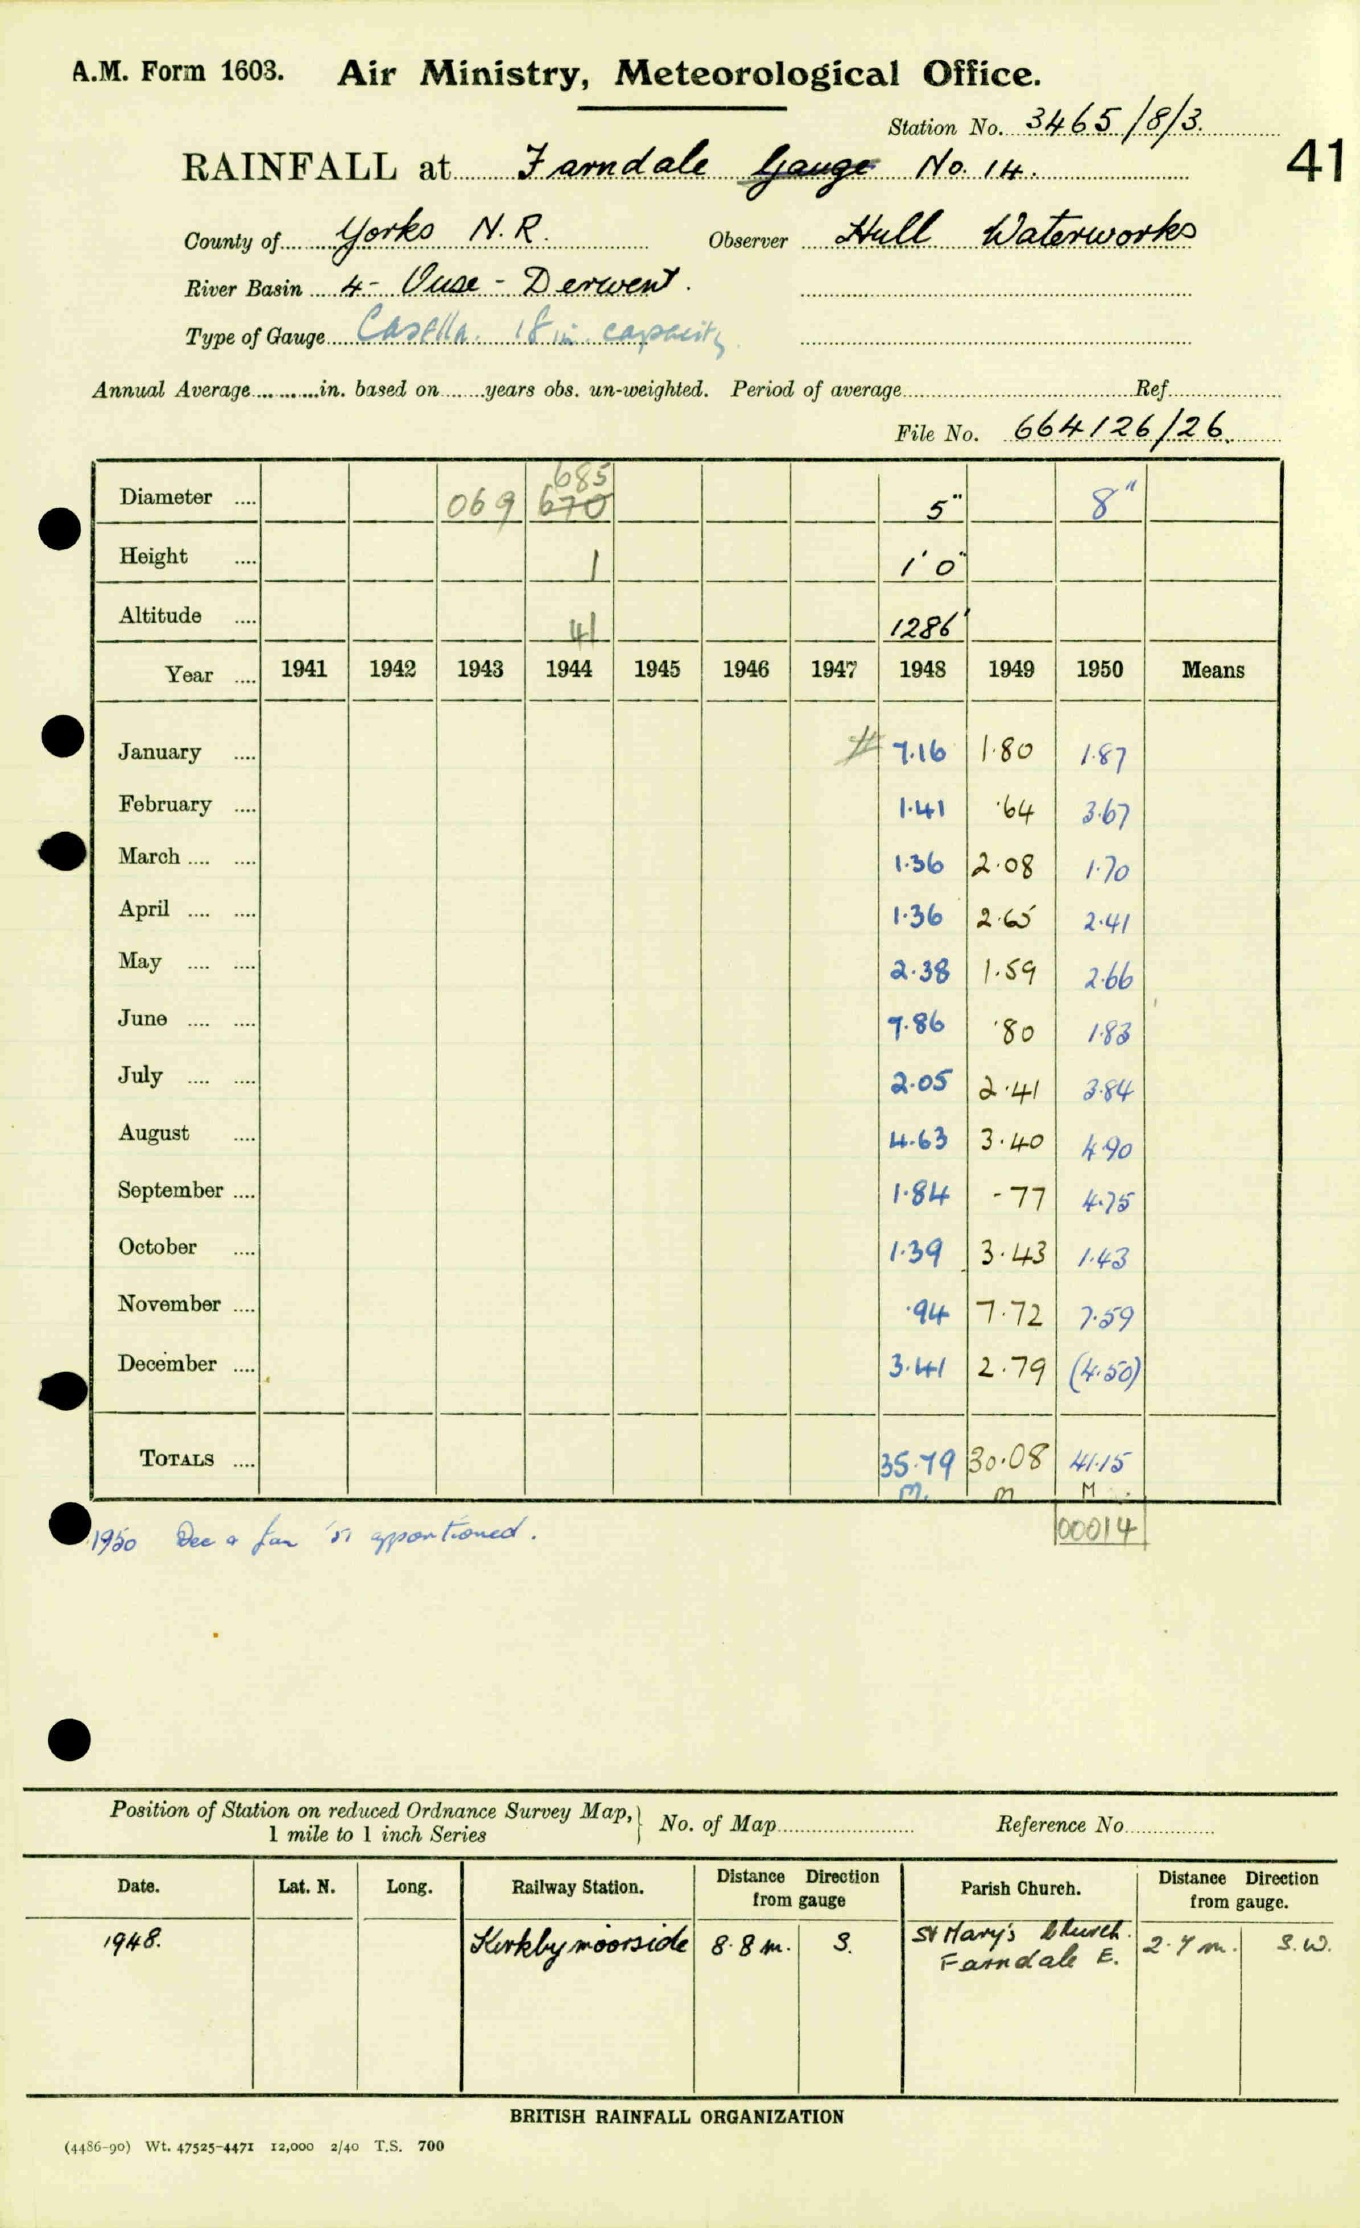 A.M. Form 1603. Air Ministry, Meteorological Office.
Station No. 3465/8/3.
41
RAINFALL at Farndale Gauge No. 14.
County of Yorks N.R. Observer Hull Waterworks
River Basin 4 - Ouse - Derwent.
Type of Gauge Casella. 18 in. capacity.
Annual Average in. based on years obs. un-weighted. Period of average Ref.
File No. 664126/26.
685
Diameter 069 670 5" 8"
Height 1 1' 0"
Altitude 41 1286'
Year 1941 1942 1943 1944 1945 1946 1947 1948 1949 1950 Means
January # 7.16 1.80 1.87
February 1.41 .64 3.67
March 1.36 2.08 1.70
April 1.36 2.65 2.41
May 2.38 1.59 2.66
June 7.86 .80 1.83
July 2.05 2.41 3.84
August 4.63 3.40 4.90
September 1.84 -77 4.75
October 1.39 3.43 1.43
November .94 7.72 7.59
December 3.41 2.79 (4.50)
TOTALS 35.79 30.08 41.15
M. M M
00014
1950 Dec & Jan '51 apportioned.
Position of Station on reduced Ordnance Survey Map,
1 mile to 1 inch Series } No. of Map Reference No
Date. Lat. N. Long. Railway Station. Distance Direction from gauge Parish Church. Distance Direction from gauge.
1948. Kirkbymoorside 8.8 m. S. St Mary's Church. Farndale E. 2.7 m. S.W.
BRITISH RAINFALL ORGANIZATION
(4486-90) Wt. 47525-4471 12,000 2/40 T.S. 700